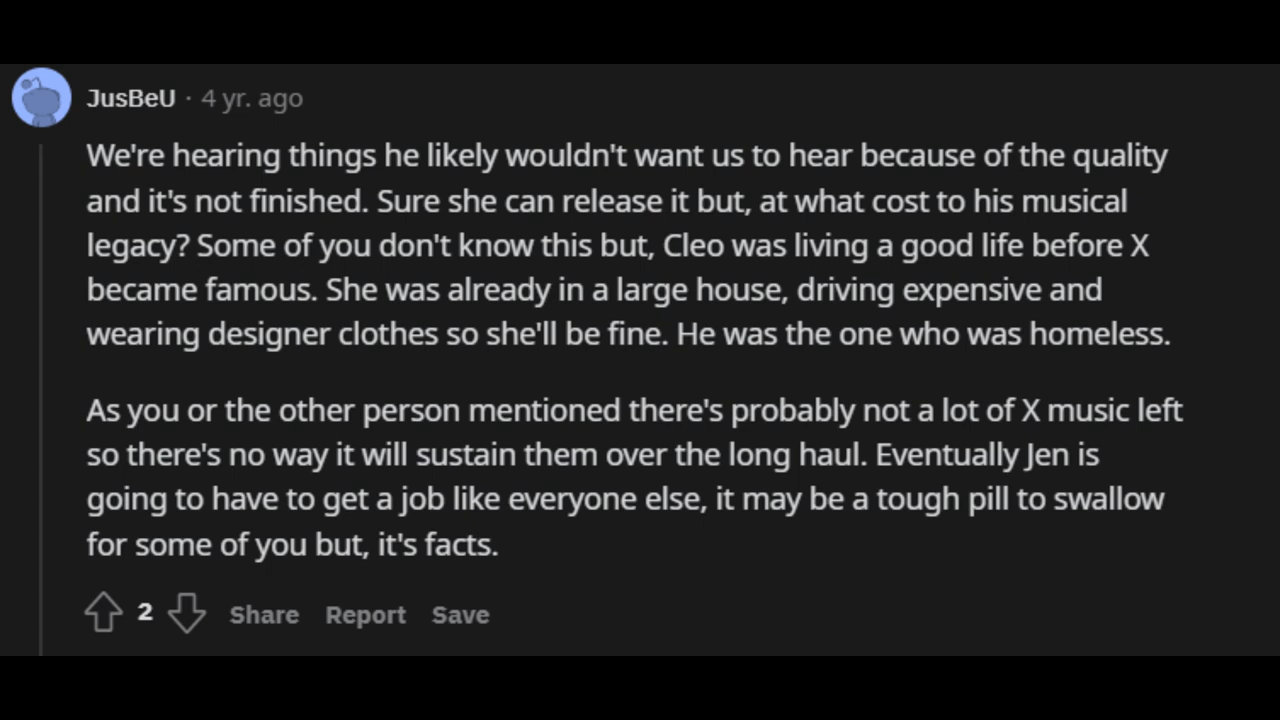 JusBeU · 4 yr. ago
We're hearing things he likely wouldn't want us to hear because of the quality
and it's not finished. Sure she can release it but, at what cost to his musical
legacy? Some of you don't know this but, Cleo was living a good life before X
became famous. She was already in a large house, driving expensive and
wearing designer clothes so she'll be fine. He was the one who was homeless.
As you or the other person mentioned there's probably not a lot of X music left
so there's no way it will sustain them over the long haul. Eventually Jen is
going to have to get a job like everyone else, it may be a tough pill to swallow
for some of you but, it's facts.
2 Share Report Save